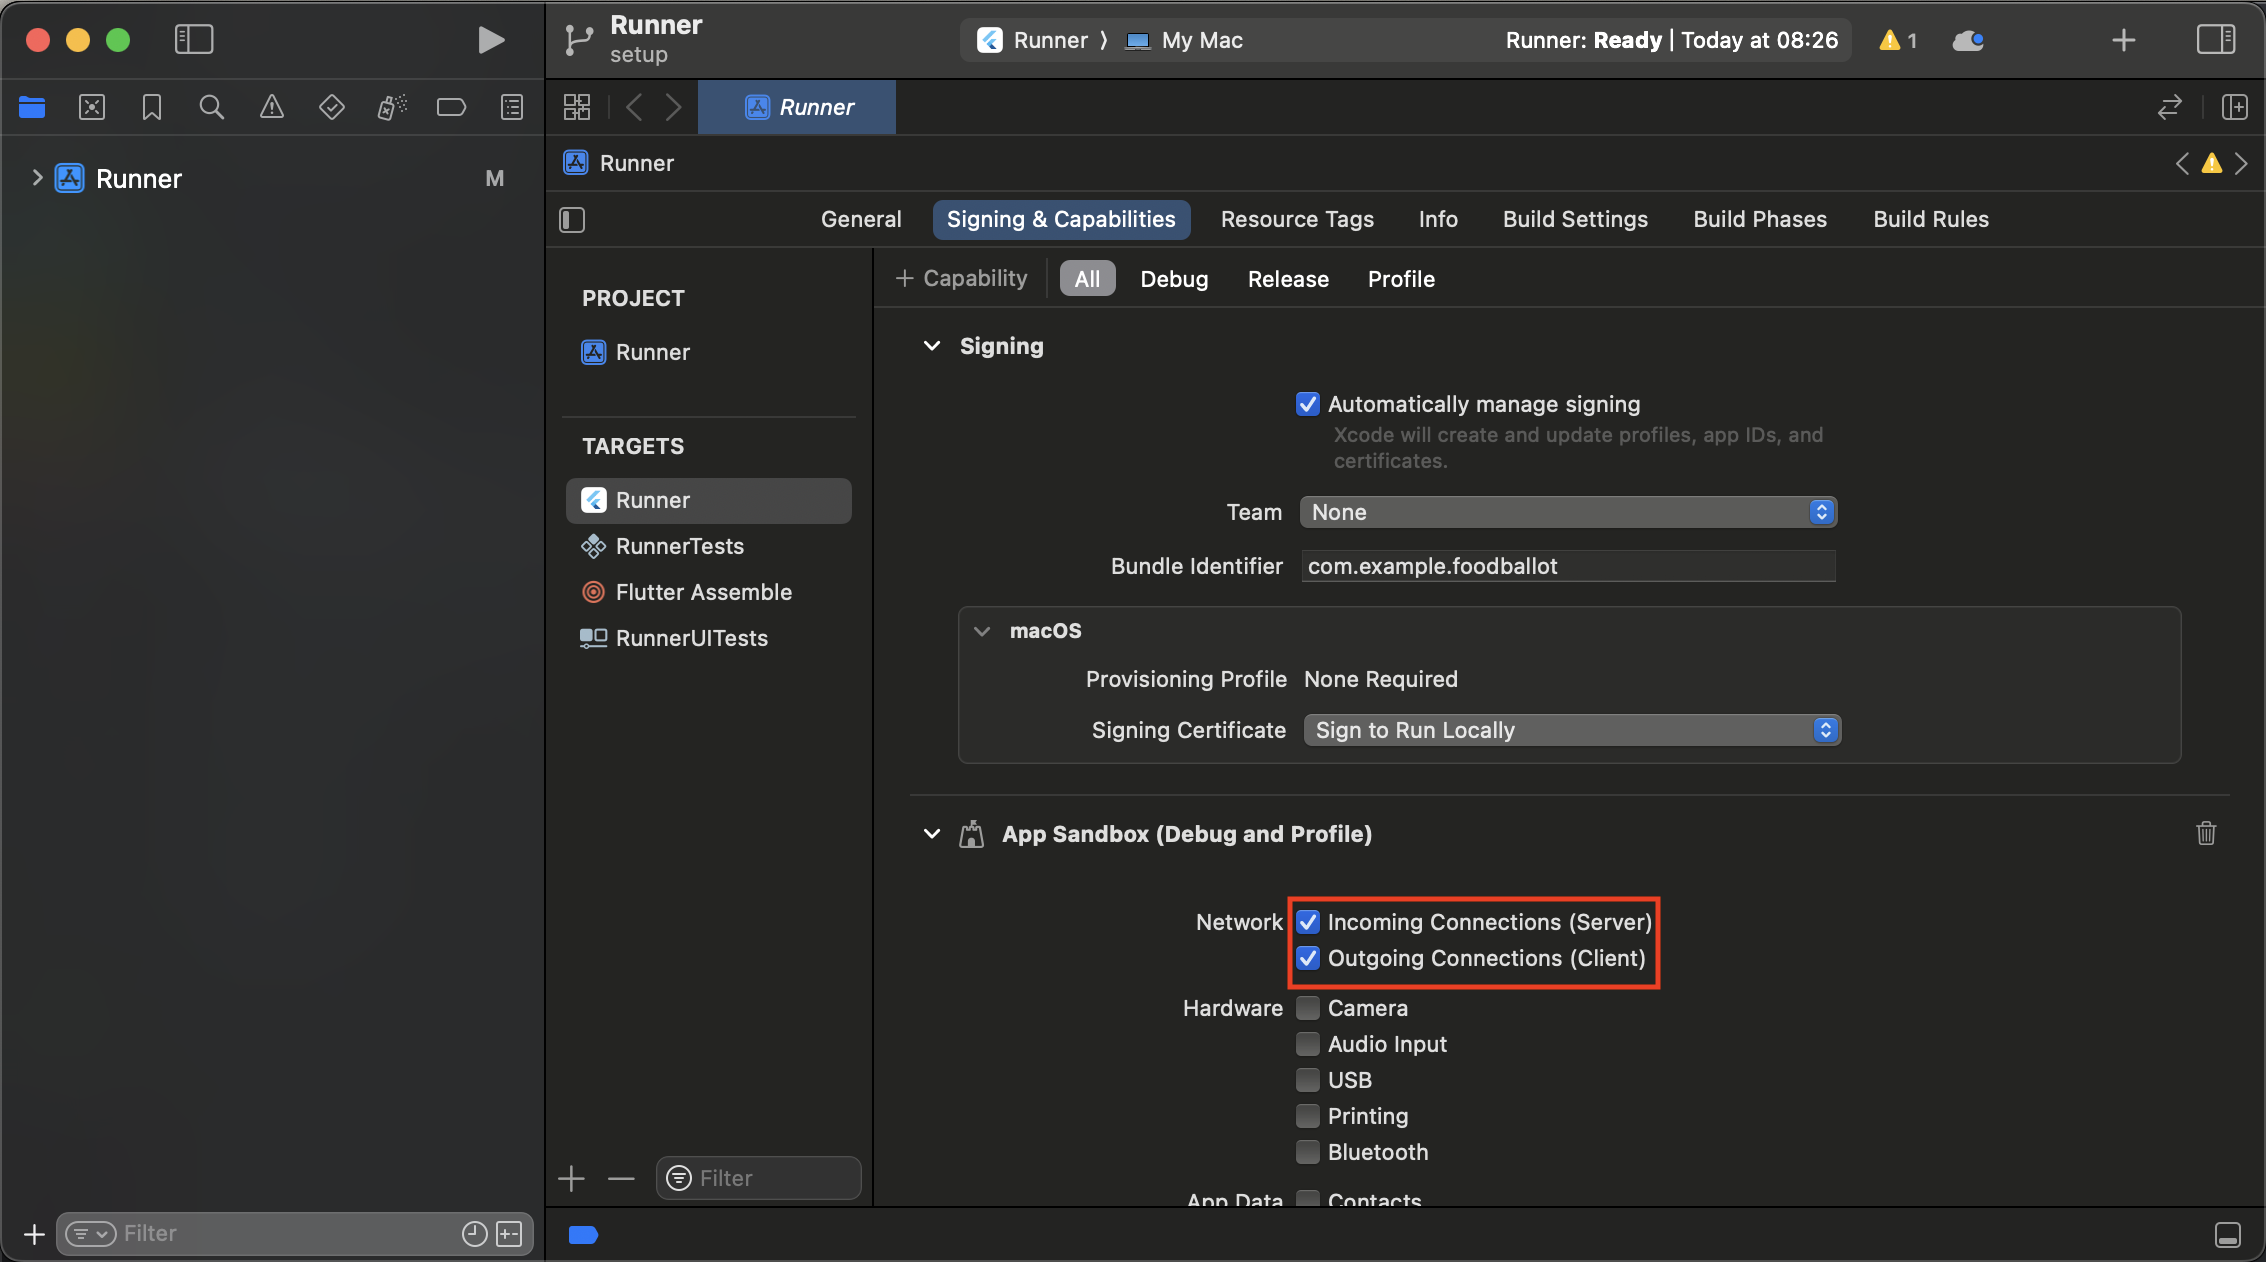 Runner
setup
Runner ⟩ My Mac
Runner: Ready | Today at 08:26
1
Runner
Runner
M
Runner
General
Signing & Capabilities
Resource Tags
Info
Build Settings
Build Phases
Build Rules
PROJECT
Runner
TARGETS
Runner
RunnerTests
Flutter Assemble
RunnerUITests
+ Capability
All
Debug
Release
Profile
Signing
Automatically manage signing
Xcode will create and update profiles, app IDs, and
certificates.
Team None
Bundle Identifier com.example.foodballot
macOS
Provisioning Profile None Required
Signing Certificate Sign to Run Locally
App Sandbox (Debug and Profile)
Network Incoming Connections (Server)
Outgoing Connections (Client)
Hardware Camera
Audio Input
USB
Printing
Bluetooth
App Data Contacts
Filter
Filter